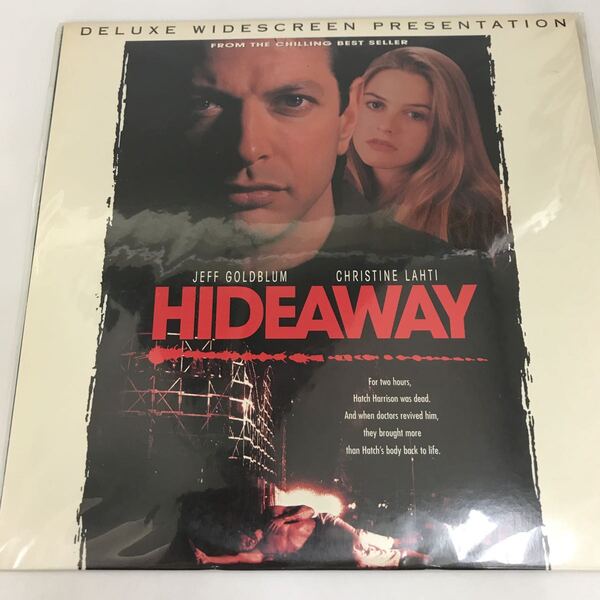 DELUXE WIDESCREEN PRESENTATION
FROM THE CHILLING BEST SELLER
JEFF GOLDBLUM CHRISTINE LAHTI
HIDEAWAY
For two hours,
Hatch Harrison was dead.
And when doctors revived him,
they brought more
than Hatch's body back to life.